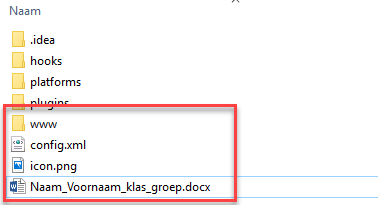 Naam
.idea
hooks
platforms
plugins
www
config.xml
icon.png
Naam_Voornaam_klas_groep.docx